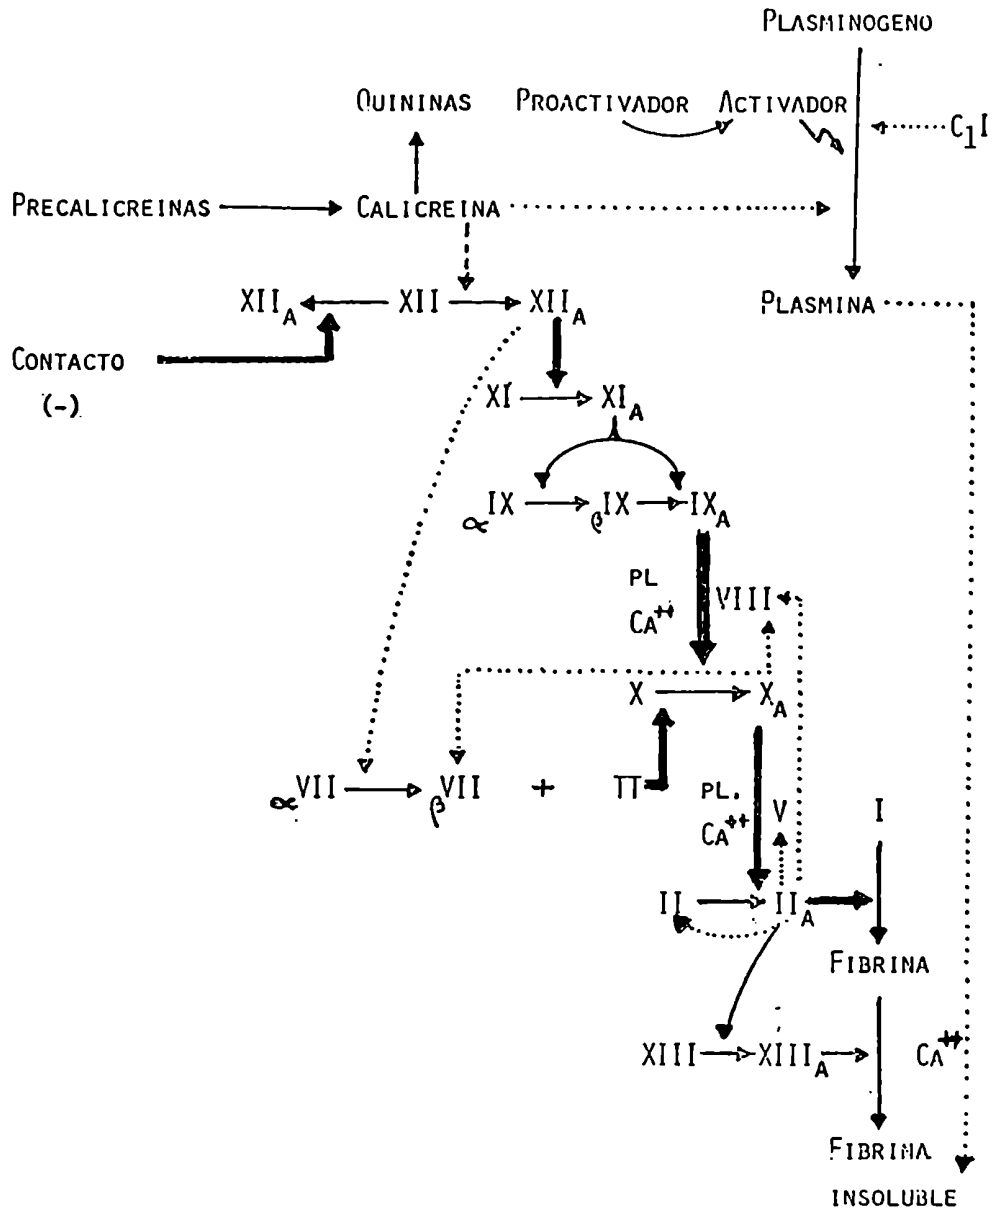 PLASMINOGENO
QUININAS PROACTIVADOR ACTIVADOR
C1I
PRECALICREINAS CALICREINA
XIIA XII XIIA PLASMINA
CONTACTO
(-)
XI XIA
αIX βIX IXA
PL
CA++ VIII
X XA
αVII βVII + TT
PL.
CA++ V I
II IIA
FIBRINA
XIII XIIIA CA++
FIBRINA
INSOLUBLE